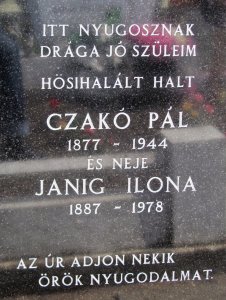 ITT NYUGOSZNAK
DRÁGA JÓ SZÜLEIM
HŐSIHALÁLT HALT
CZAKÓ PÁL
1877 - 1944
ÉS NEJE
JANIG ILONA
1887 - 1978
AZ ÚR ADJON NEKIK
ÖRÖK NYUGODALMAT.